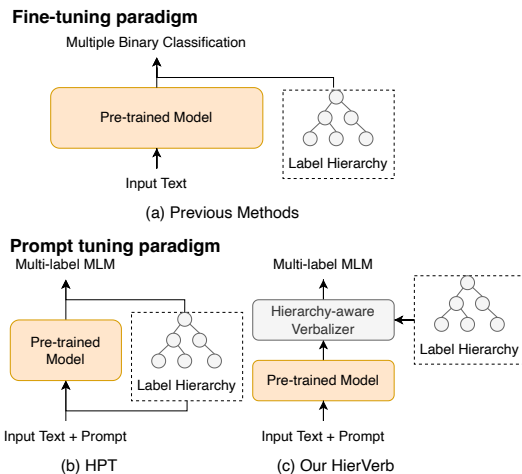 Fine-tuning paradigm
Multiple Binary Classification
Pre-trained Model
Label Hierarchy
Input Text
(a) Previous Methods
Prompt tuning paradigm
Multi-label MLM
Pre-trained
Model
Label Hierarchy
Input Text + Prompt
(b) HPT
Multi-label MLM
Hierarchy-aware
Verbalizer
Label Hierarchy
Pre-trained Model
Input Text + Prompt
(c) Our HierVerb